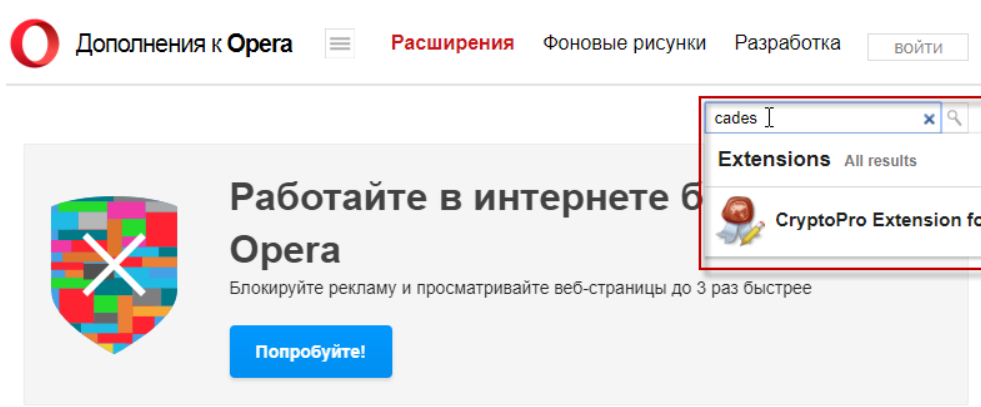 Дополнения к Opera Расширения Фоновые рисунки Разработка ВОЙТИ
cades
Extensions All results
CryptoPro Extension fo
Работайте в интернете б
Opera
Блокируйте рекламу и просматривайте веб-страницы до 3 раз быстрее
Попробуйте!